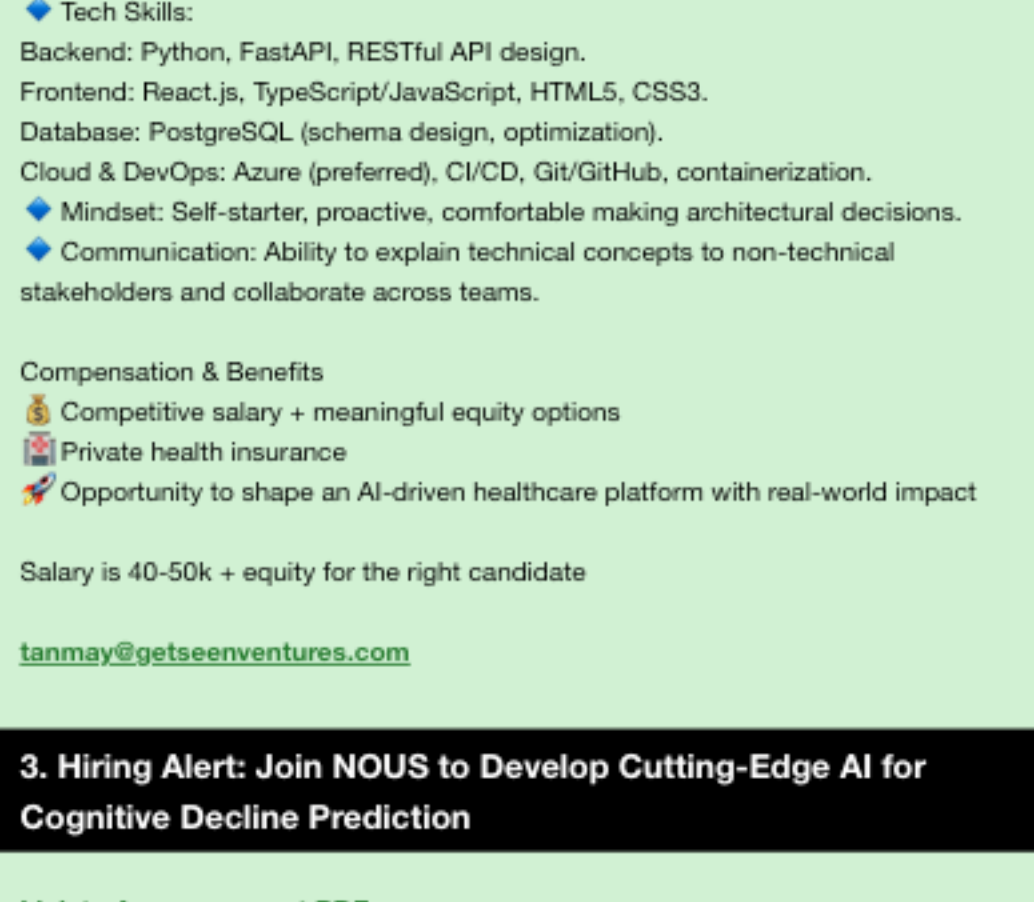 Tech Skills:
Backend: Python, FastAPI, RESTful API design.
Frontend: React.js, TypeScript/JavaScript, HTML5, CSS3.
Database: PostgreSQL (schema design, optimization).
Cloud & DevOps: Azure (preferred), CI/CD, Git/GitHub, containerization.
Mindset: Self-starter, proactive, comfortable making architectural decisions.
Communication: Ability to explain technical concepts to non-technical
stakeholders and collaborate across teams.
Compensation & Benefits
Competitive salary + meaningful equity options
Private health insurance
Opportunity to shape an AI-driven healthcare platform with real-world impact
Salary is 40-50k + equity for the right candidate
tanmay@getseenventures.com
3. Hiring Alert: Join NOUS to Develop Cutting-Edge AI for
Cognitive Decline Prediction